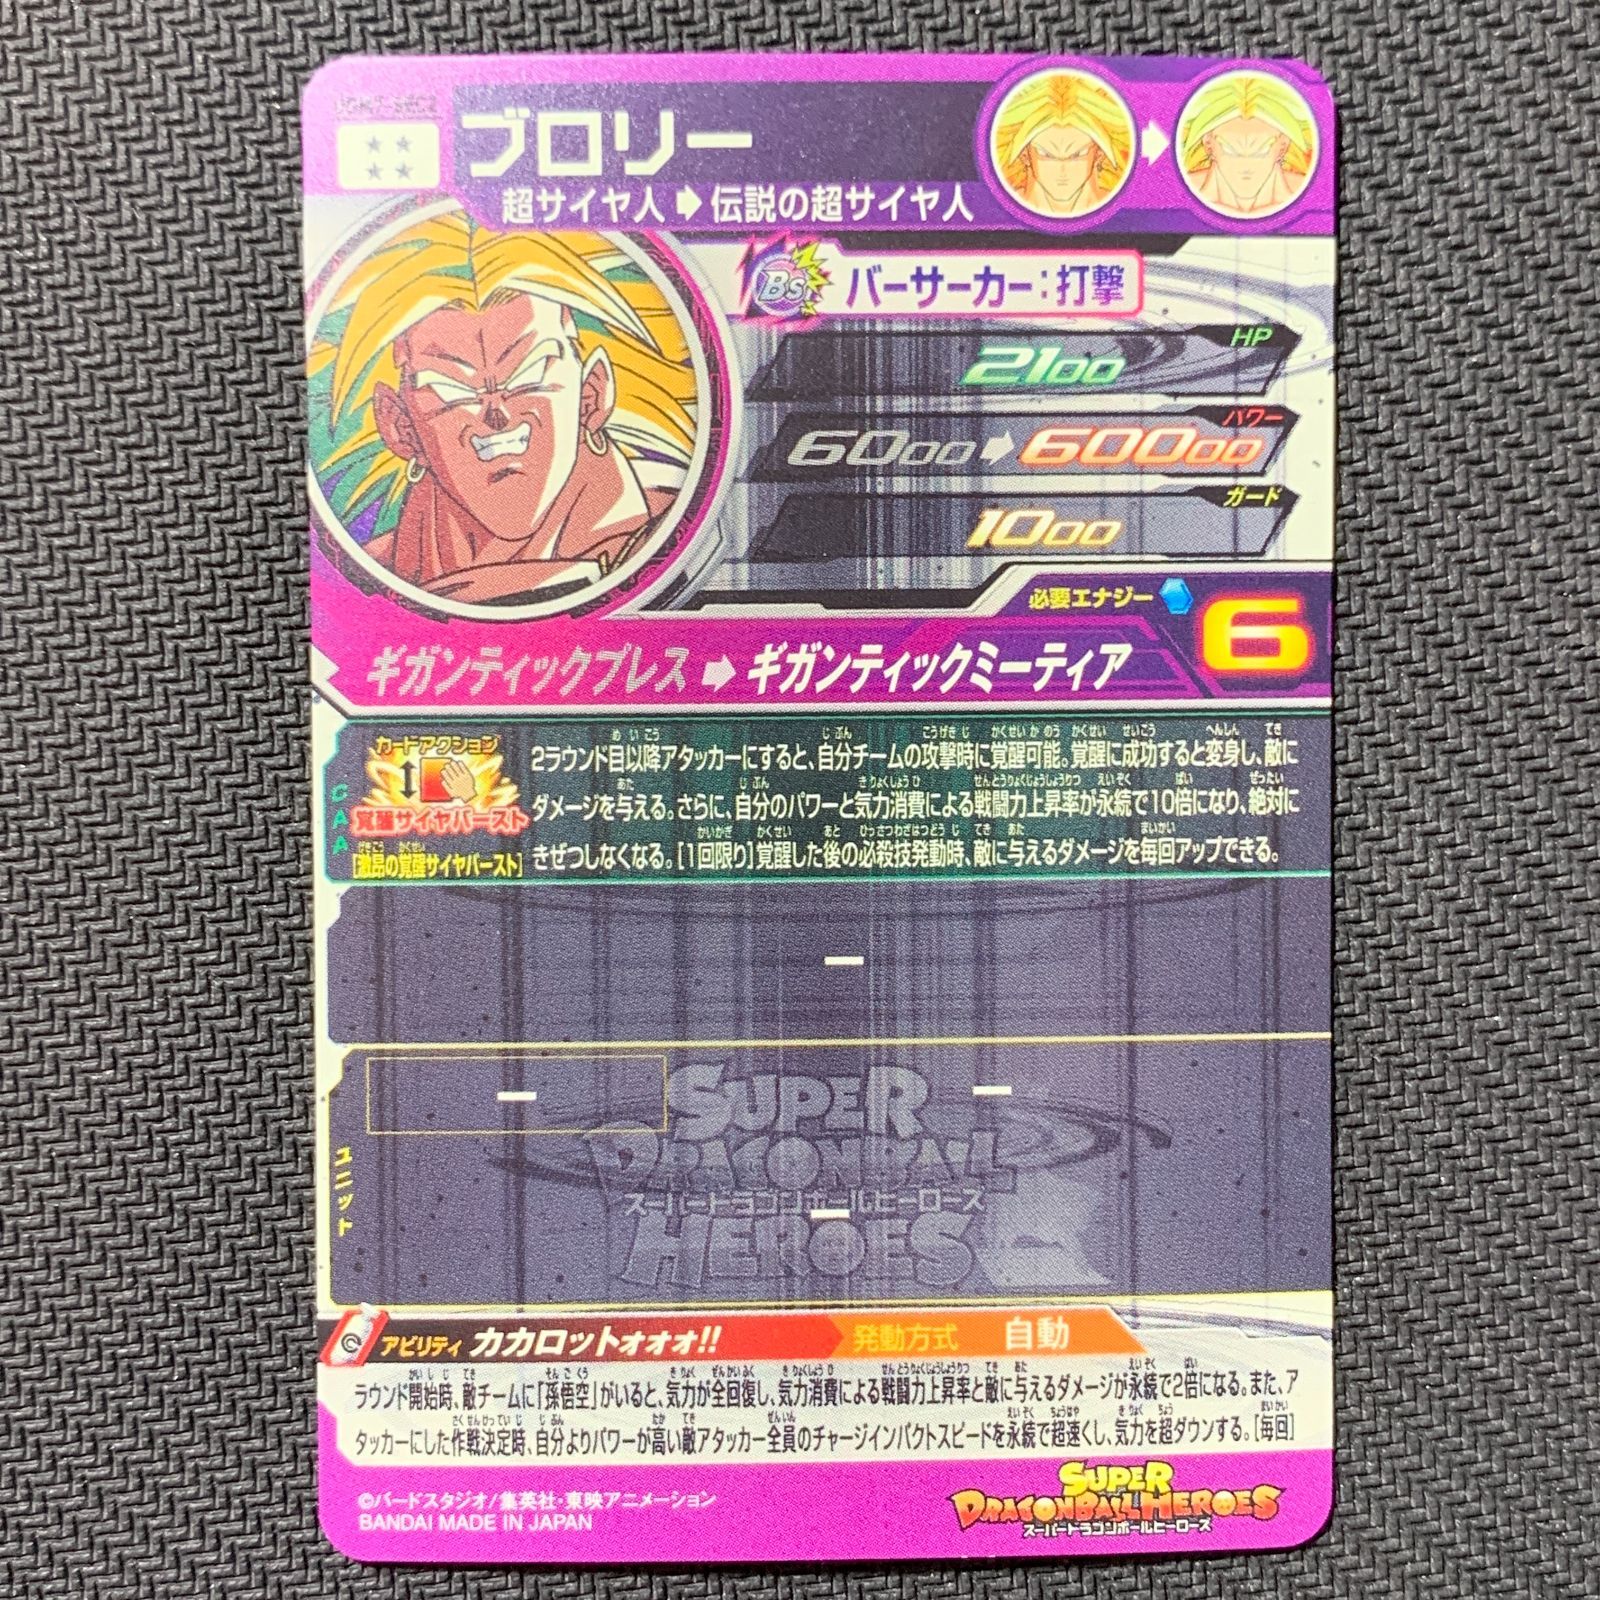 ブロリー
超サイヤ人➡伝説の超サイヤ人
Bs バーサーカー:打撃
HP
2100
パワー
6000➡60000
ガード
1000
必要エナジー 6
ギガンティックプレス➡ギガンティックミーティア
CAA
カードアクション
覚醒サイヤバースト
[激昂の覚醒サイヤバースト]
2ラウンド目以降アタッカーにすると、自分チームの攻撃時に覚醒可能。覚醒に成功すると変身し、敵に
ダメージを与える。さらに、自分のパワーと気力消費による戦闘力上昇率が永続で10倍になり、絶対に
きぜつしなくなる。[1回限り]覚醒した後の必殺技発動時、敵に与えるダメージを毎回アップできる。
ー
ユニット
ー
ー
ー
SUPER
DRAGONBALL
スーパードラゴンボールヒーローズ
HEROES
アビリティ カカロットォォォ!! 発動方式 自動
ラウンド開始時、敵チームに「孫悟空」がいると、気力が全回復し、気力消費による戦闘力上昇率と敵に与えるダメージが永続で2倍になる。また、ア
タッカーにした作戦決定時、自分よりパワーが高い敵アタッカー全員のチャージインパクトスピードを永続で超速くし、気力を超ダウンする。[毎回]
©バードスタジオ/集英社・東映アニメーション
BANDAI MADE IN JAPAN
SUPER
DRAGONBALL HEROES
スーパードラゴンボールヒーローズ